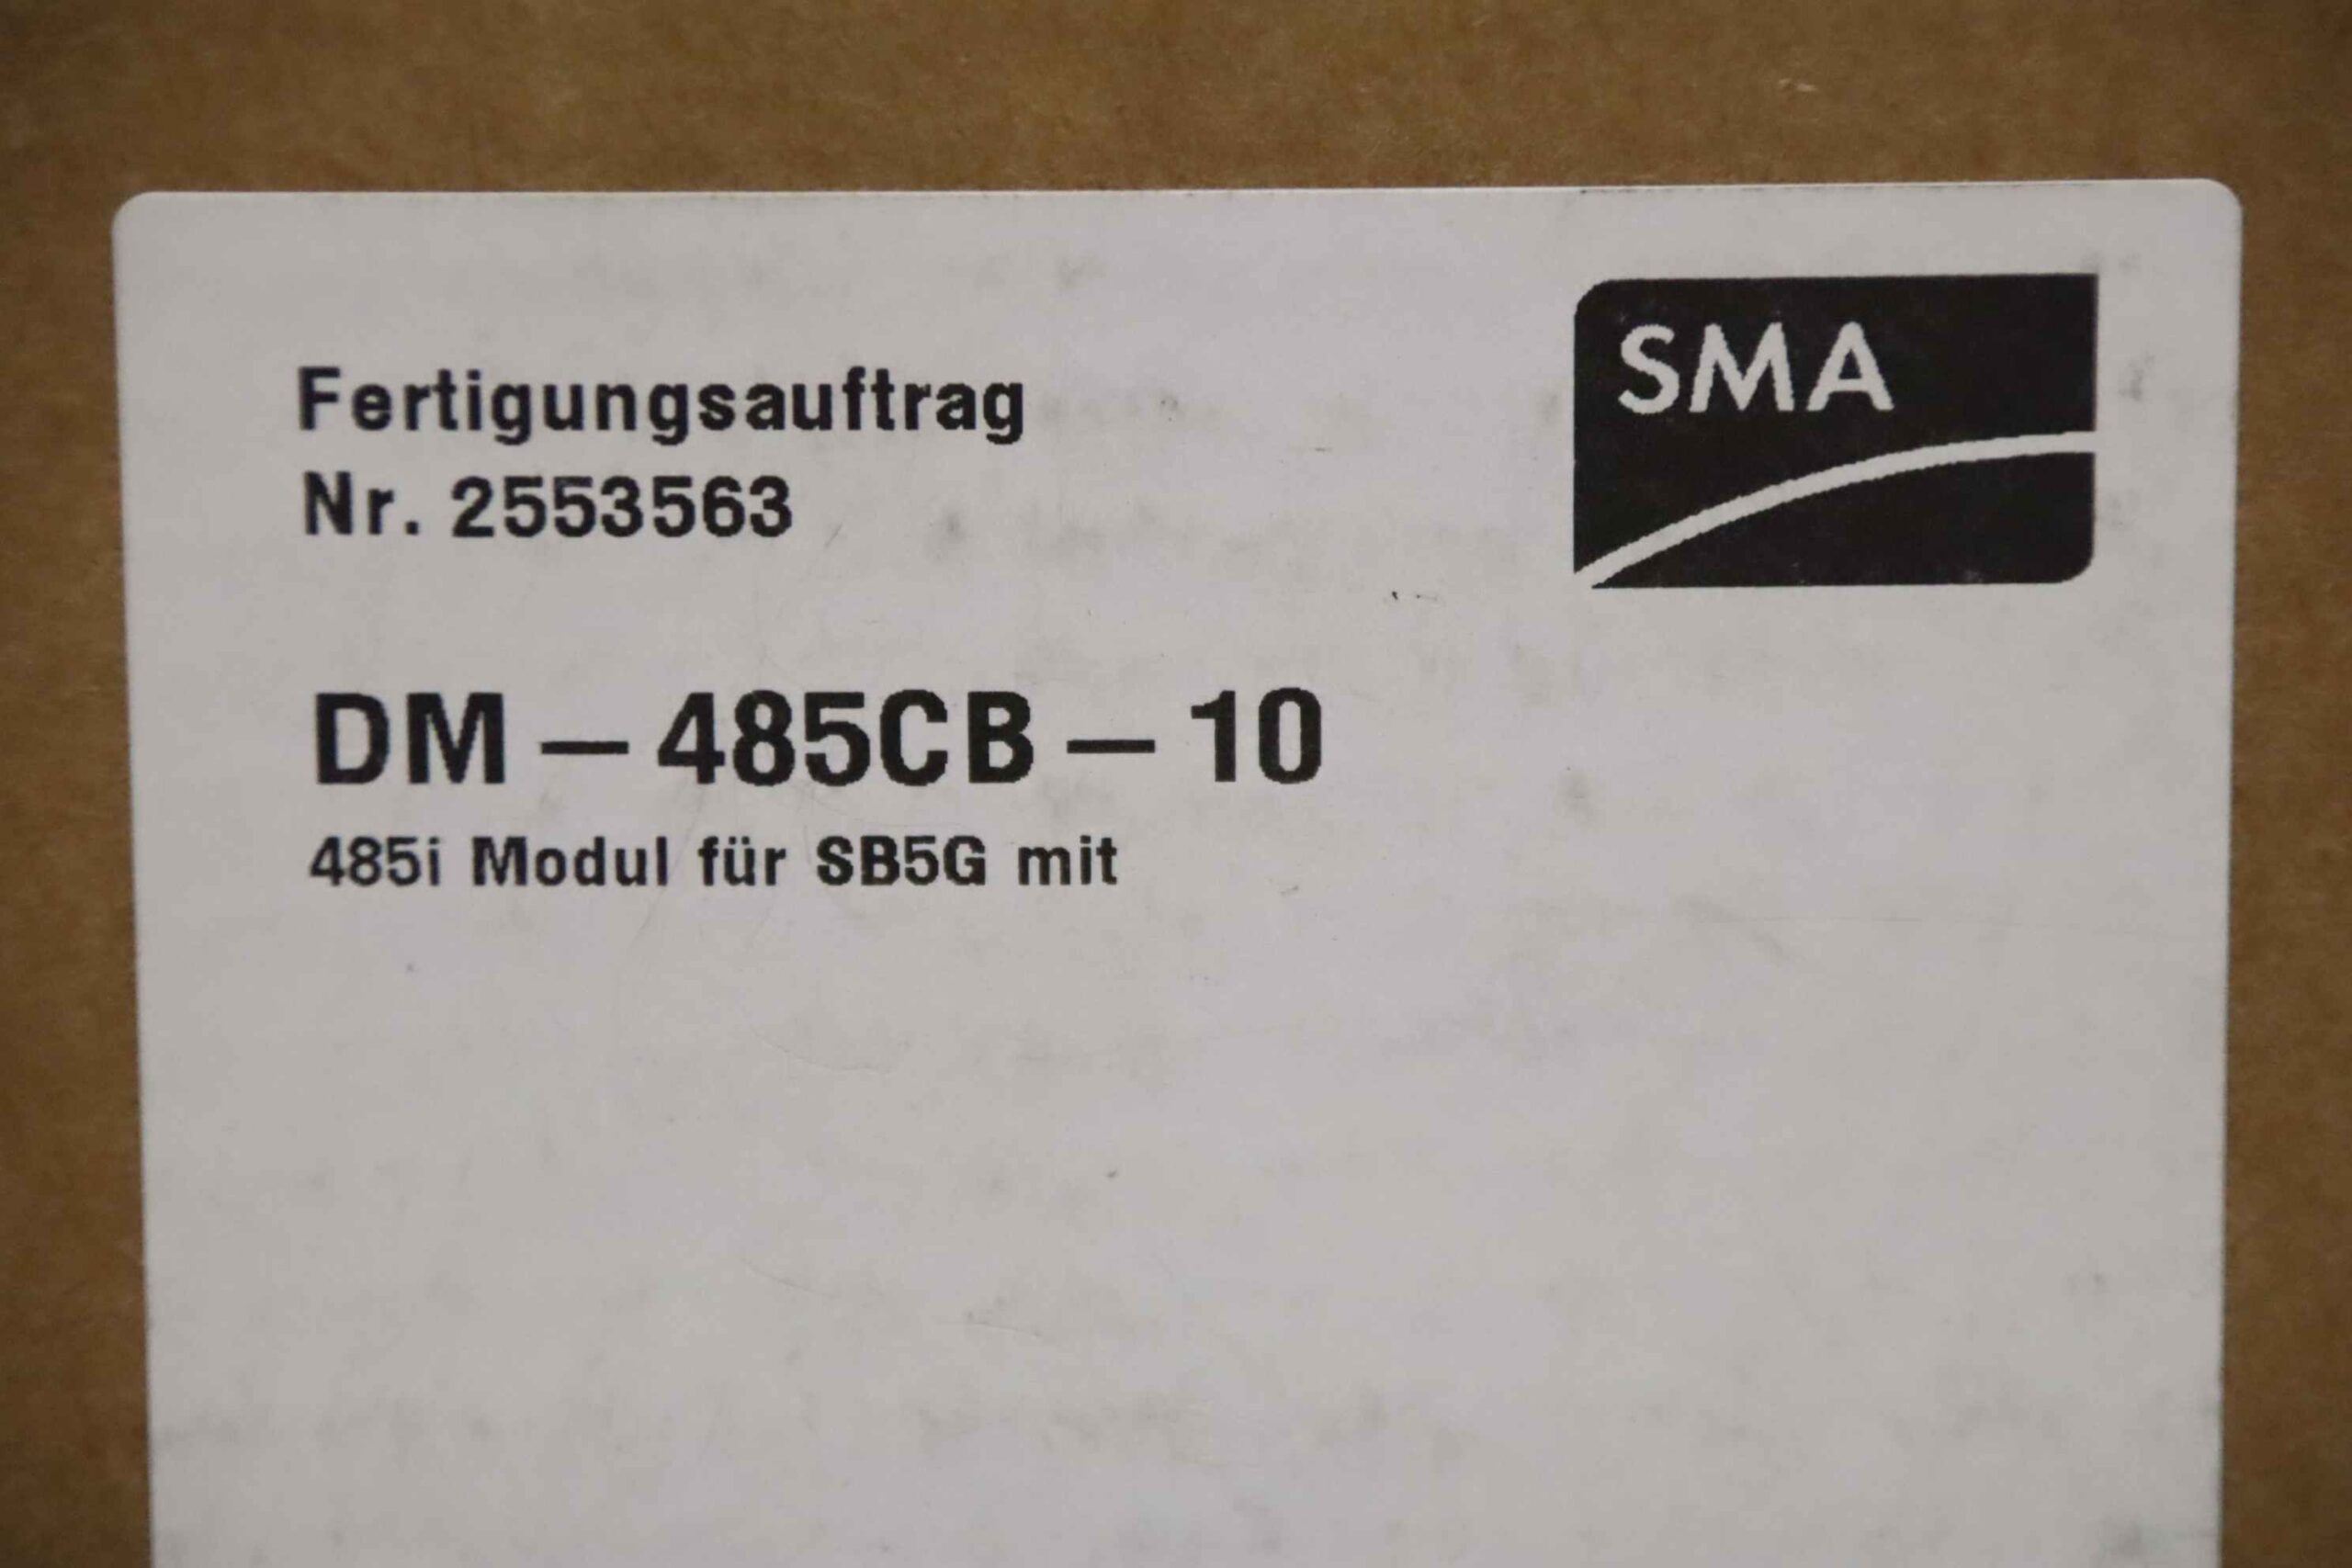 Fertigungsauftrag
Nr. 2553563
SMA
DM – 485CB – 10
485i Modul für SB5G mit